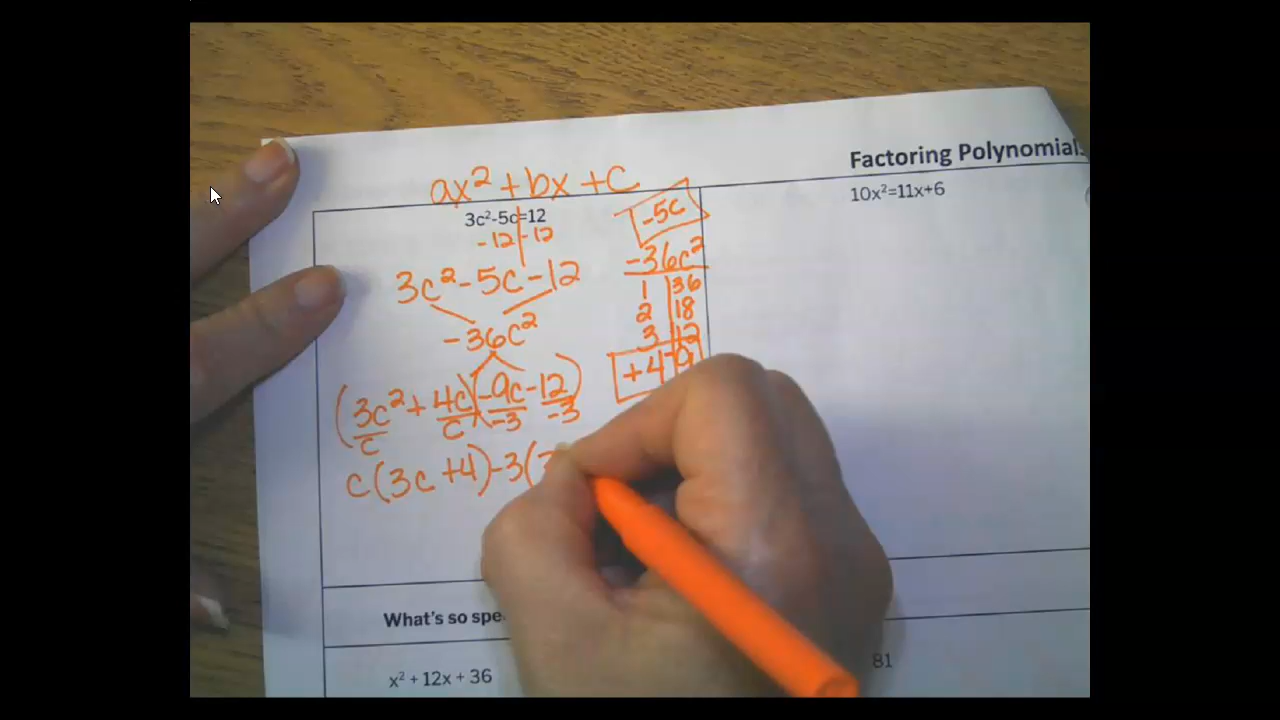 Factoring Polynomials
ax² + bx + c
3c²-5c=12
-12 -12
3c² - 5c - 12
-36c²
(3c² + 4c)(-9c - 12)
c c -3 -3
c(3c + 4) - 3(
-5c
-36c²
1 36
2 18
3 12
+4 -9
10x²=11x+6
What's so spe
x² + 12x + 36
81